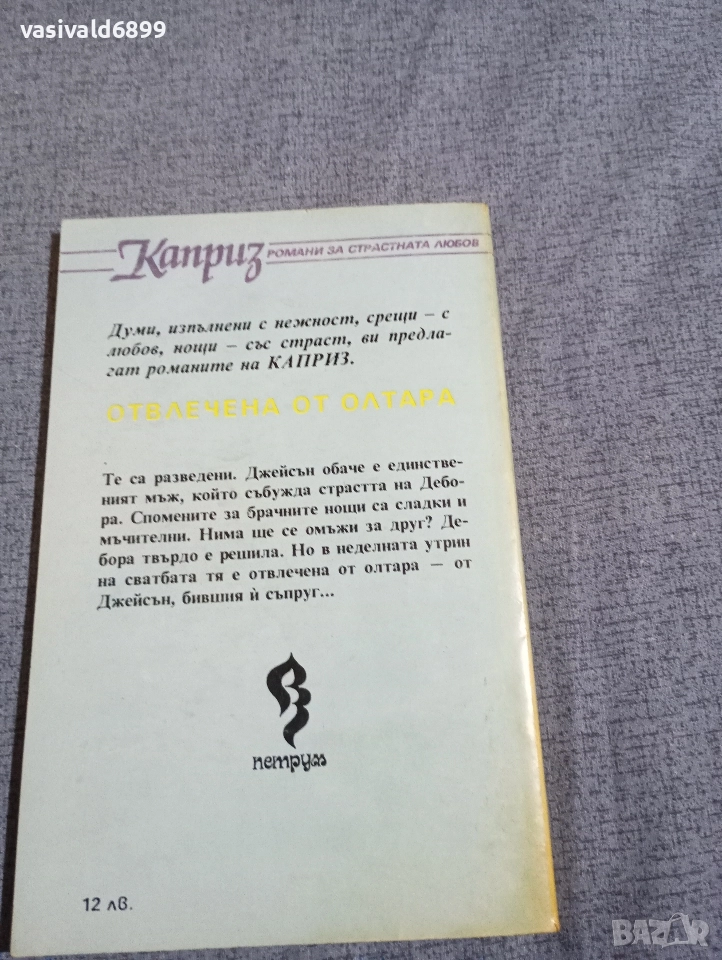 vasivald6899
Каприз РОМАНИ ЗА СТРАСТНАТА ЛЮБОВ
Думи, изпълнени с нежност, срещи – с
любов, нощи – със страст, ви предла-
гат романите на КАПРИЗ.
ОТВЛЕЧЕНА ОТ ОЛТАРА
Те са разведени. Джейсън обаче е единстве-
ният мъж, който събужда страстта на Дебо-
ра. Спомените за брачните нощи са сладки и
мъчителни. Нима ще се омъжи за друг? Де-
бора твърдо е решила. Но в неделната утрин
на сватбата тя е отвлечена от олтара – от
Джейсън, бившия ѝ съпруг...
петрум
12 лв.
BAZAR